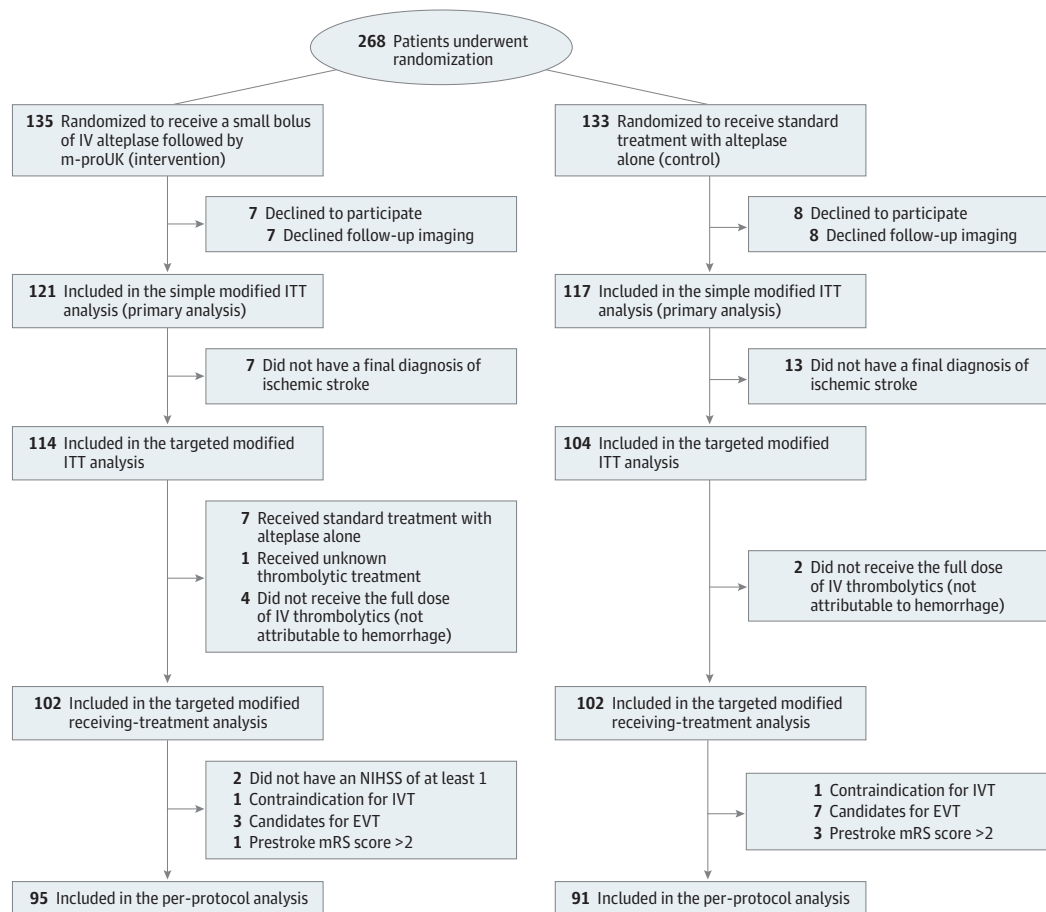 268 Patients underwent
randomization
135 Randomized to receive a small bolus
of IV alteplase followed by
m-proUK (intervention)
133 Randomized to receive standard
treatment with alteplase
alone (control)
7 Declined to participate
7 Declined follow-up imaging
8 Declined to participate
8 Declined follow-up imaging
121 Included in the simple modified ITT
analysis (primary analysis)
117 Included in the simple modified ITT
analysis (primary analysis)
7 Did not have a final diagnosis of
ischemic stroke
13 Did not have a final diagnosis of
ischemic stroke
114 Included in the targeted modified
ITT analysis
104 Included in the targeted modified
ITT analysis
7 Received standard treatment with
alteplase alone
1 Received unknown
thrombolytic treatment
4 Did not receive the full dose
of IV thrombolytics (not
attributable to hemorrhage)
2 Did not receive the full dose
of IV thrombolytics (not
attributable to hemorrhage)
102 Included in the targeted modified
receiving-treatment analysis
102 Included in the targeted modified
receiving-treatment analysis
2 Did not have an NIHSS of at least 1
1 Contraindication for IVT
3 Candidates for EVT
1 Prestroke mRS score >2
1 Contraindication for IVT
7 Candidates for EVT
3 Prestroke mRS score >2
95 Included in the per-protocol analysis
91 Included in the per-protocol analysis